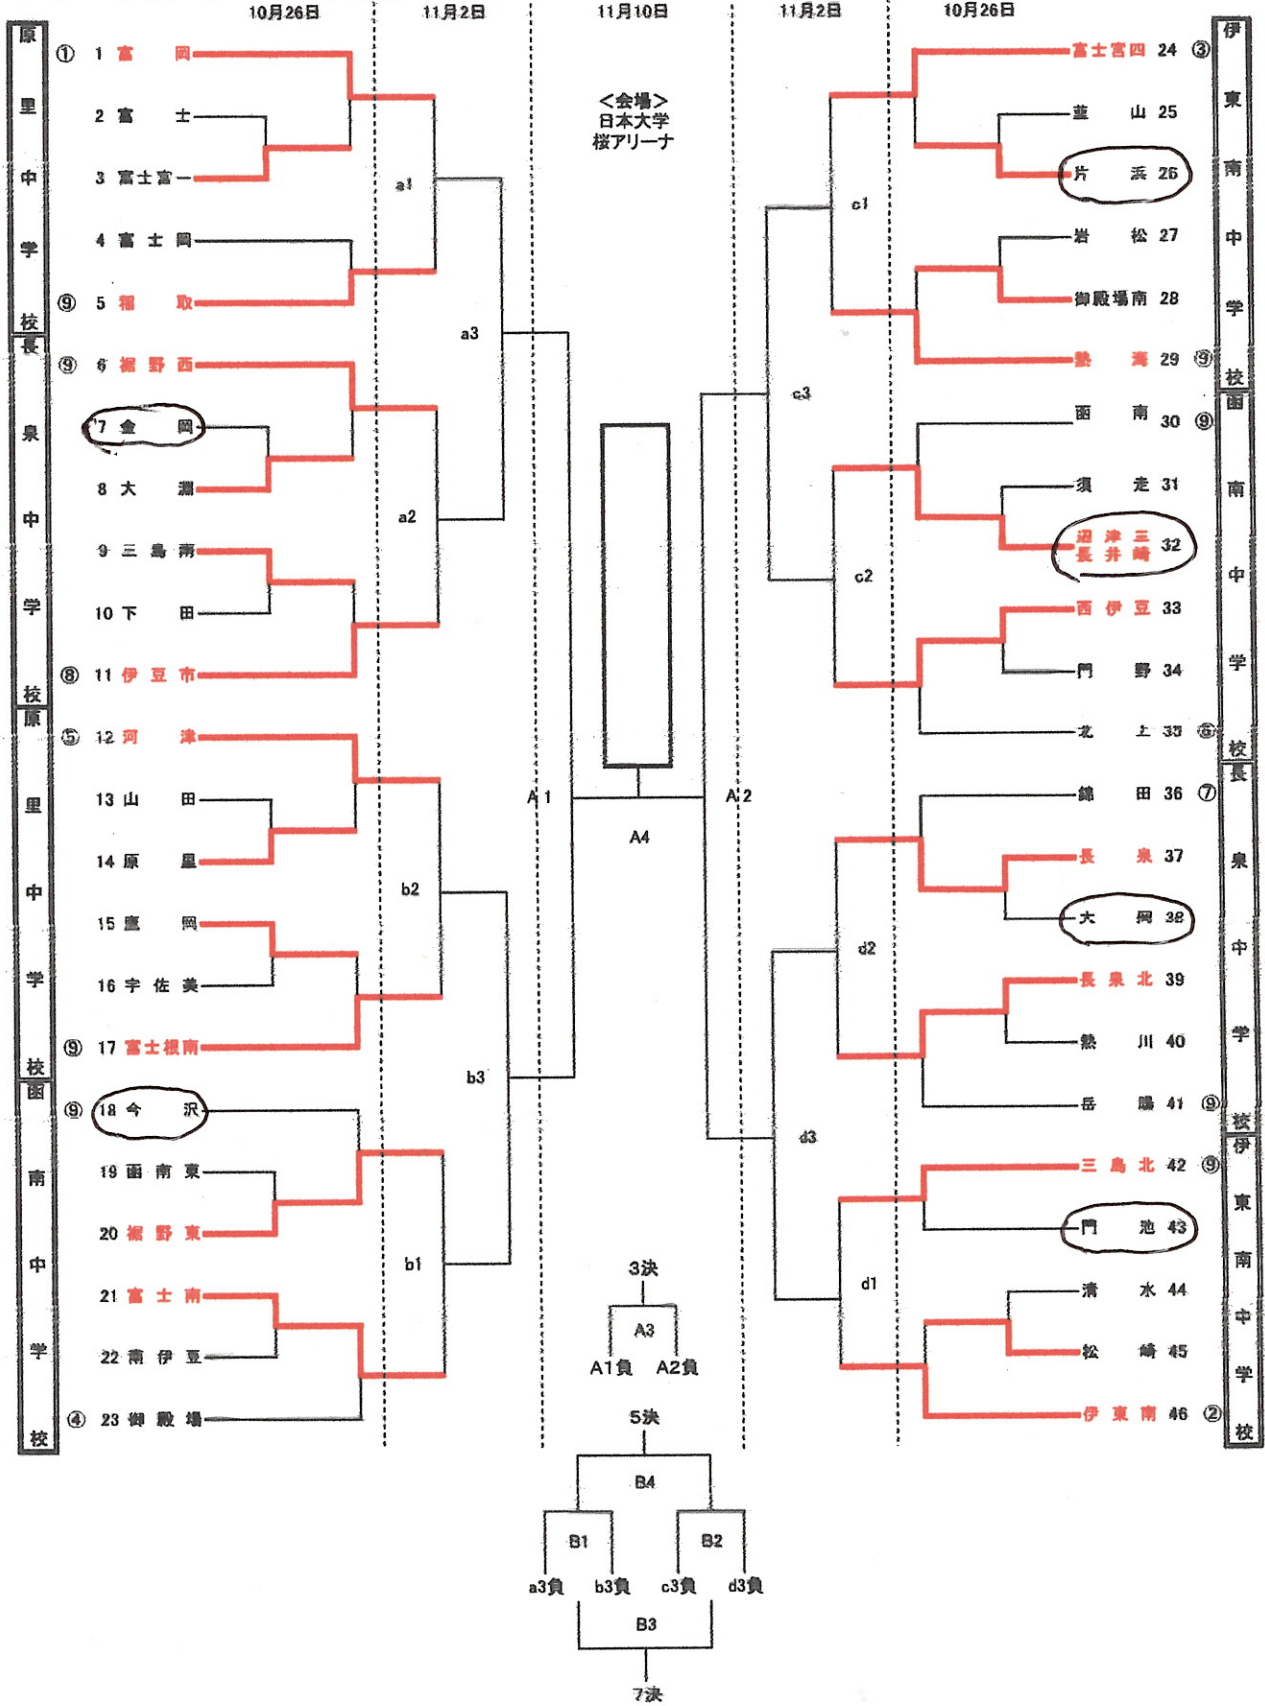 10月26日 11月2日 11月10日 11月2日 10月26日
<会場>
日本大学
桜アリーナ
原里中学校
① 1 富岡
2 富士
3 富士宮一
4 富士岡
⑨ 5 稲取
長泉中学校
⑨ 6 裾野西
7 金岡
8 大淵
9 三島南
10 下田
⑧ 11 伊豆市
原里中学校
⑤ 12 河津
13 山田
14 原里
15 鷹岡
16 宇佐美
⑨ 17 富士根南
函南中学校
⑨ 18 今沢
19 函南東
20 裾野東
21 富士南
22 南伊豆
④ 23 御殿場
a1
a2
a3
b2
b3
b1
A1
A4
A2
c1
c3
c2
d2
d3
d1
伊東南中学校
富士宮四 24 ③
韮山 25
片浜 26
岩松 27
御殿場南 28
熱海 29 ⑨
函南中学校
函南 30 ⑨
須走 31
沼津三
長井崎 32
西伊豆 33
門野 34
北上 35 ⑥
長泉中学校
錦田 36 ⑦
長泉 37
大岡 38
長泉北 39
熱川 40
岳陽 41 ⑨
伊東南中学校
三島北 42 ⑨
門池 43
清水 44
松崎 45
伊東南 46 ②
3決
A3
A1負 A2負
5決
B4
B1 B2
a3負 b3負 c3負 d3負
B3
7決